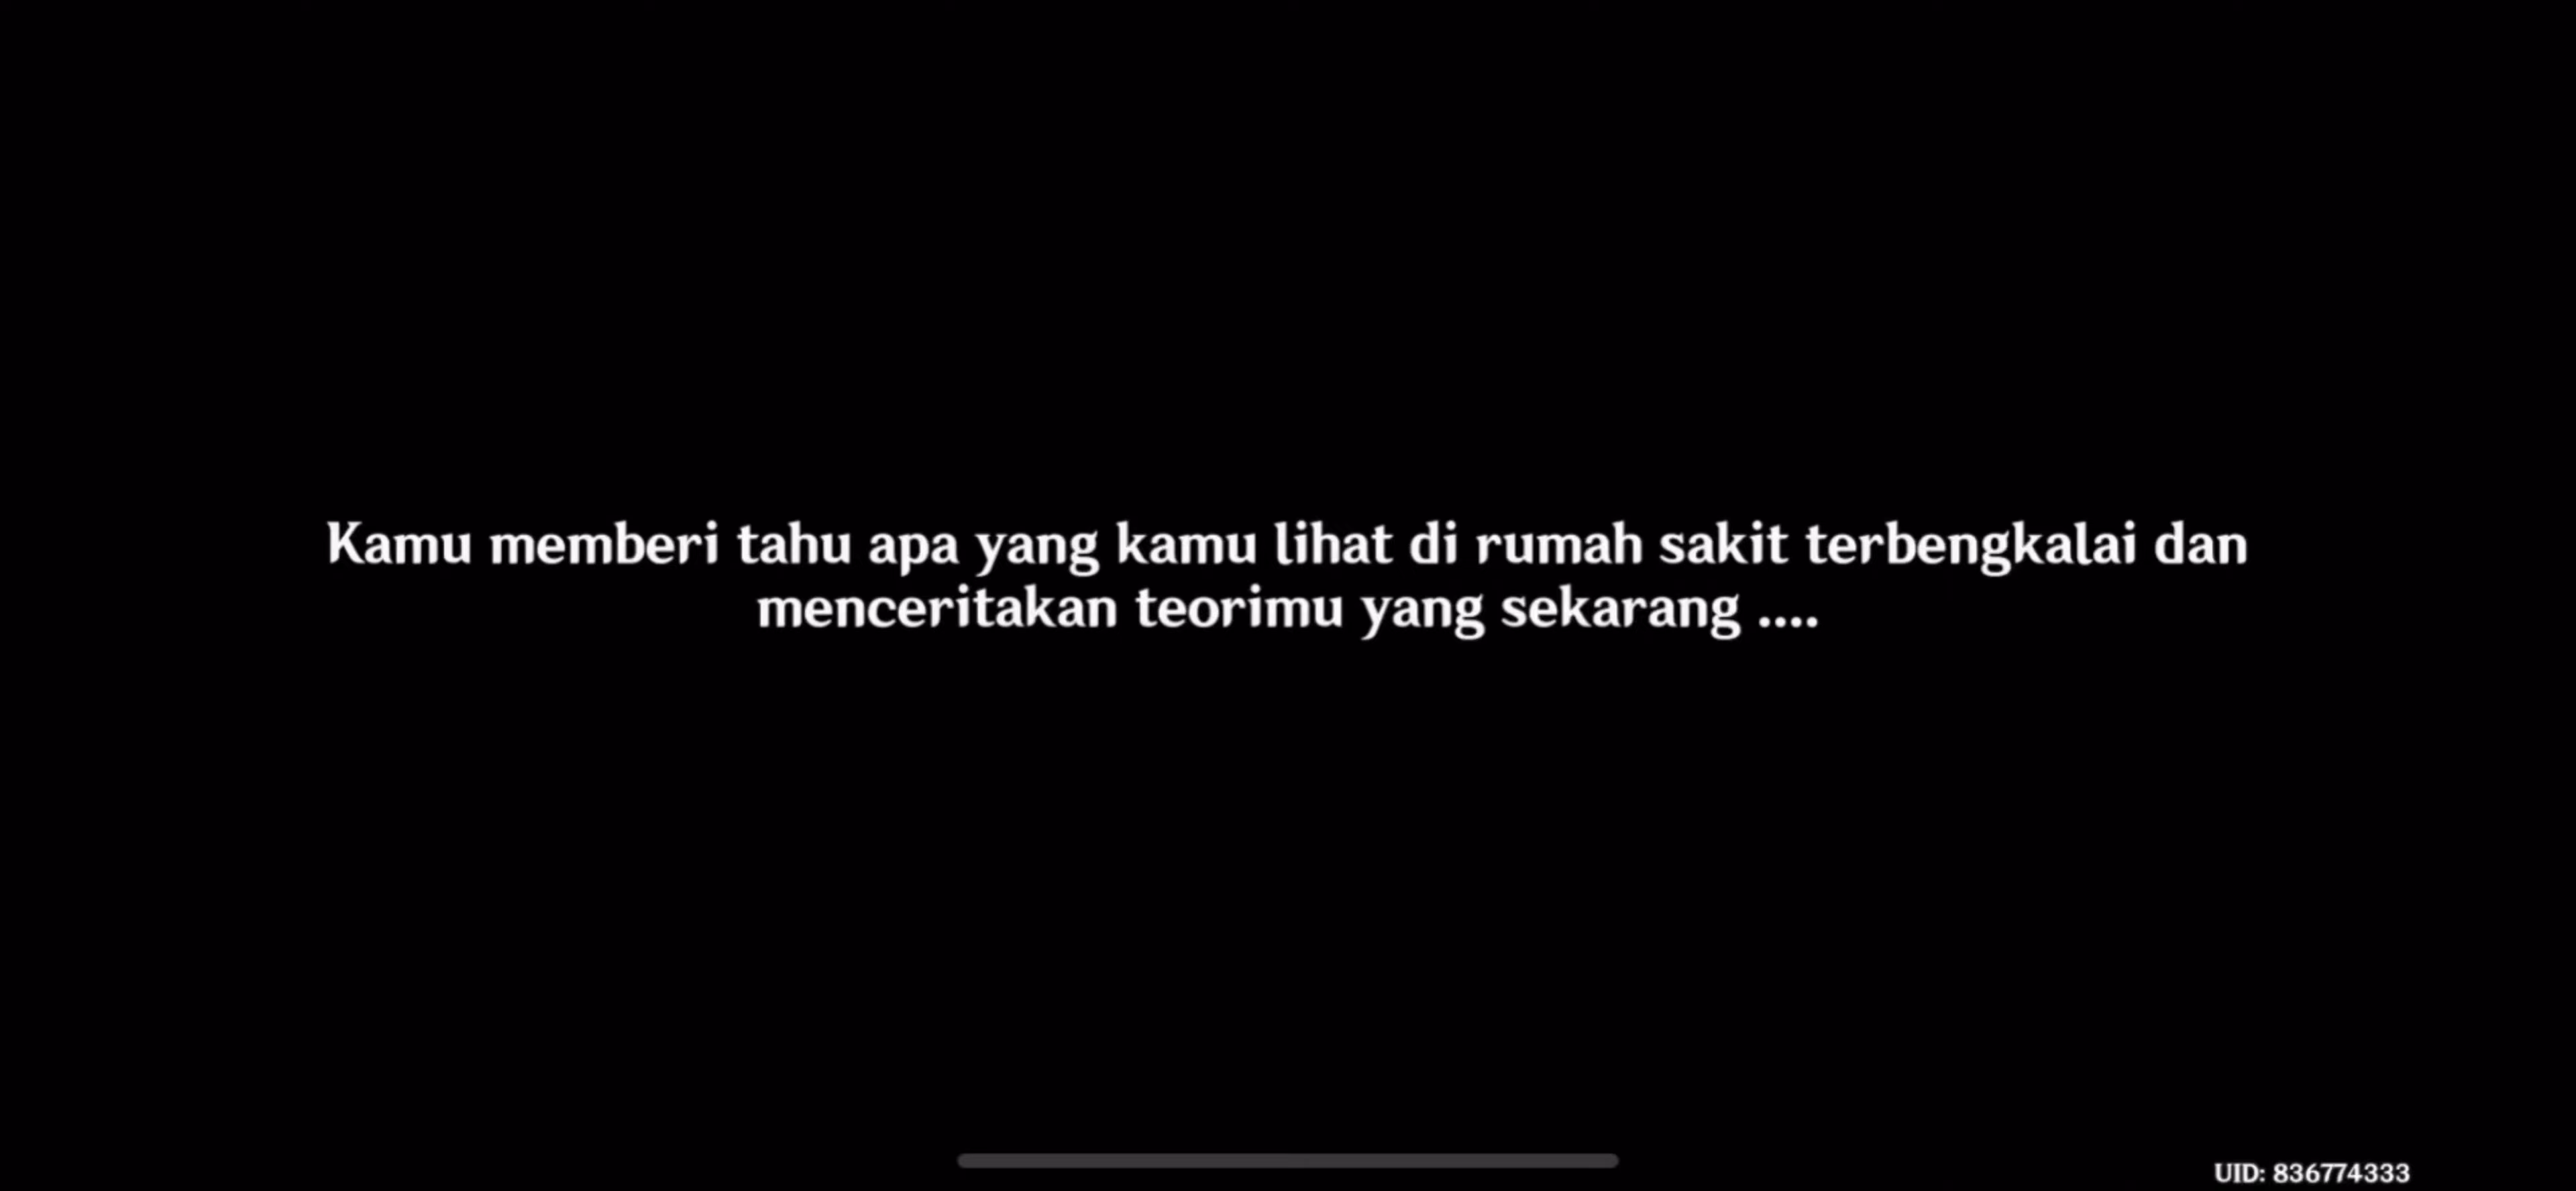 Kamu memberi tahu apa yang kamu lihat di rumah sakit terbengkalai dan
menceritakan teorimu yang sekarang ....
UID: 836774333